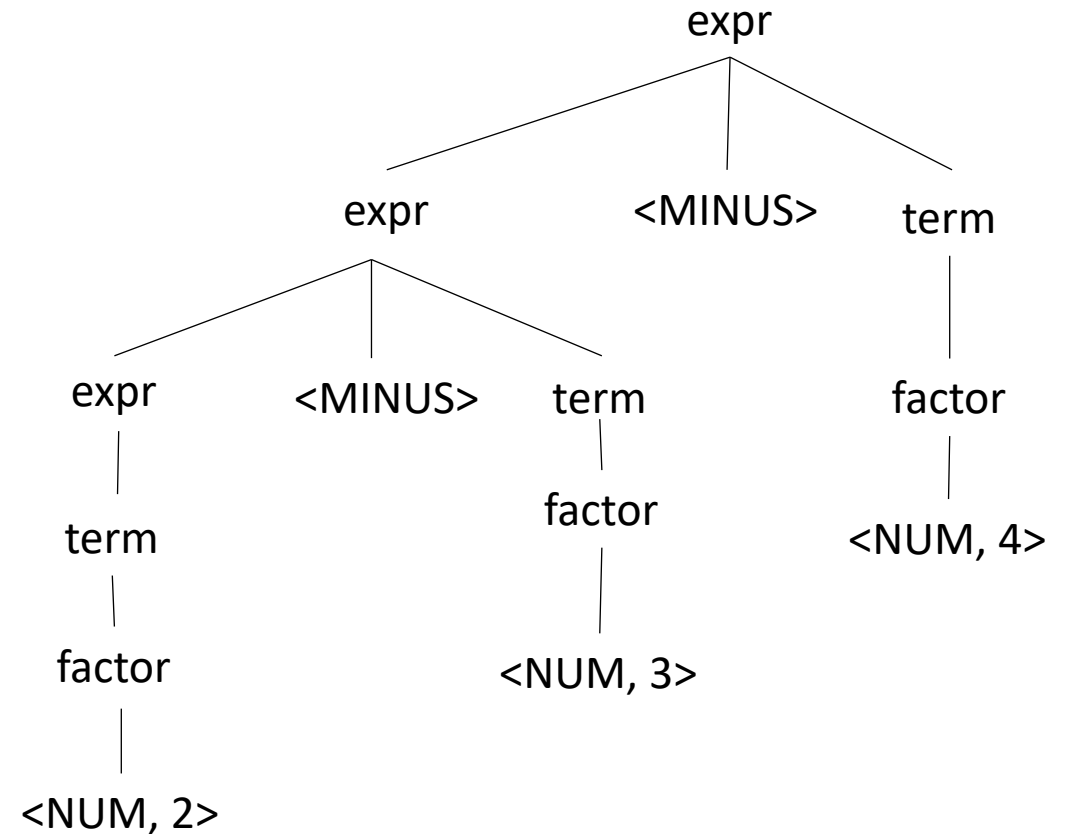 expr
expr <MINUS> term
expr <MINUS> term factor
factor
term <NUM, 4>
factor <NUM, 3>
<NUM, 2>